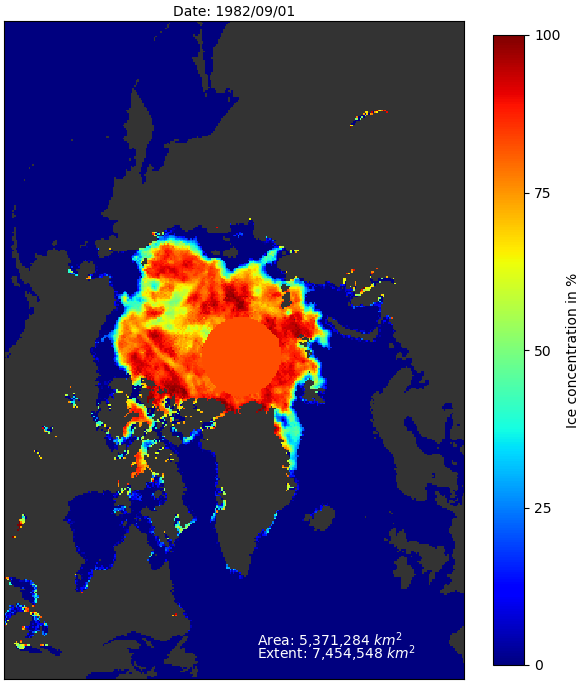 Date: 1982/09/01
100
75
50
25
0
Ice concentration in %
Area: 5,371,284 km²
Extent: 7,454,548 km²